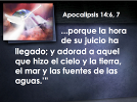 Apocalipsis 14:6, 7
...porque la hora
de su juicio ha
llegado; y adorad a aquel
que hizo el cielo y la tierra,
el mar y las fuentes de las
aguas.’”